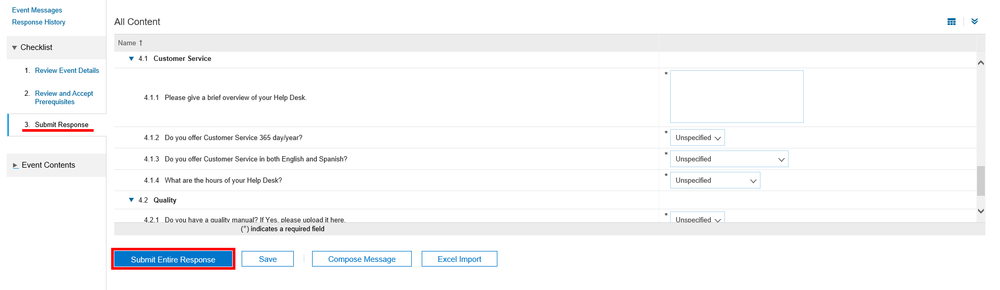 Event Messages
Response History
Checklist
1. Review Event Details
2. Review and Accept
Prerequisites
3. Submit Response
Event Contents
All Content
Name ↑
4.1 Customer Service
4.1.1 Please give a brief overview of your Help Desk.
*
4.1.2 Do you offer Customer Service 365 day/year?
* Unspecified
4.1.3 Do you offer Customer Service in both English and Spanish?
* Unspecified
4.1.4 What are the hours of your Help Desk?
* Unspecified
4.2 Quality
4.2.1 Do you have a quality manual? If Yes, please upload it here.
* Unspecified
(*) indicates a required field
Submit Entire Response
Save
Compose Message
Excel Import